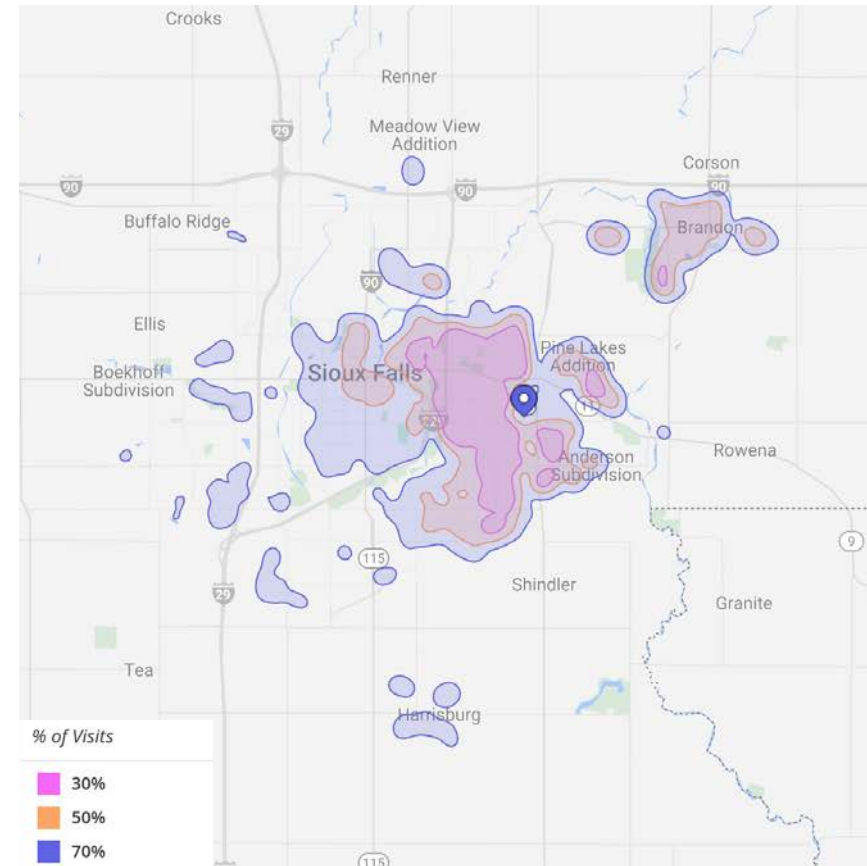 Crooks
Renner
29
Meadow View
Addition
Corson
90
90
90
Buffalo Ridge
Brandon
90
Ellis
Pine Lakes
Addition
Boekhoff
Subdivision
Sioux Falls
11
229
Anderson
Subdivision
Rowena
9
115
Shindler
29
Granite
Tea
Harrisburg
% of Visits
30%
50%
70%
115